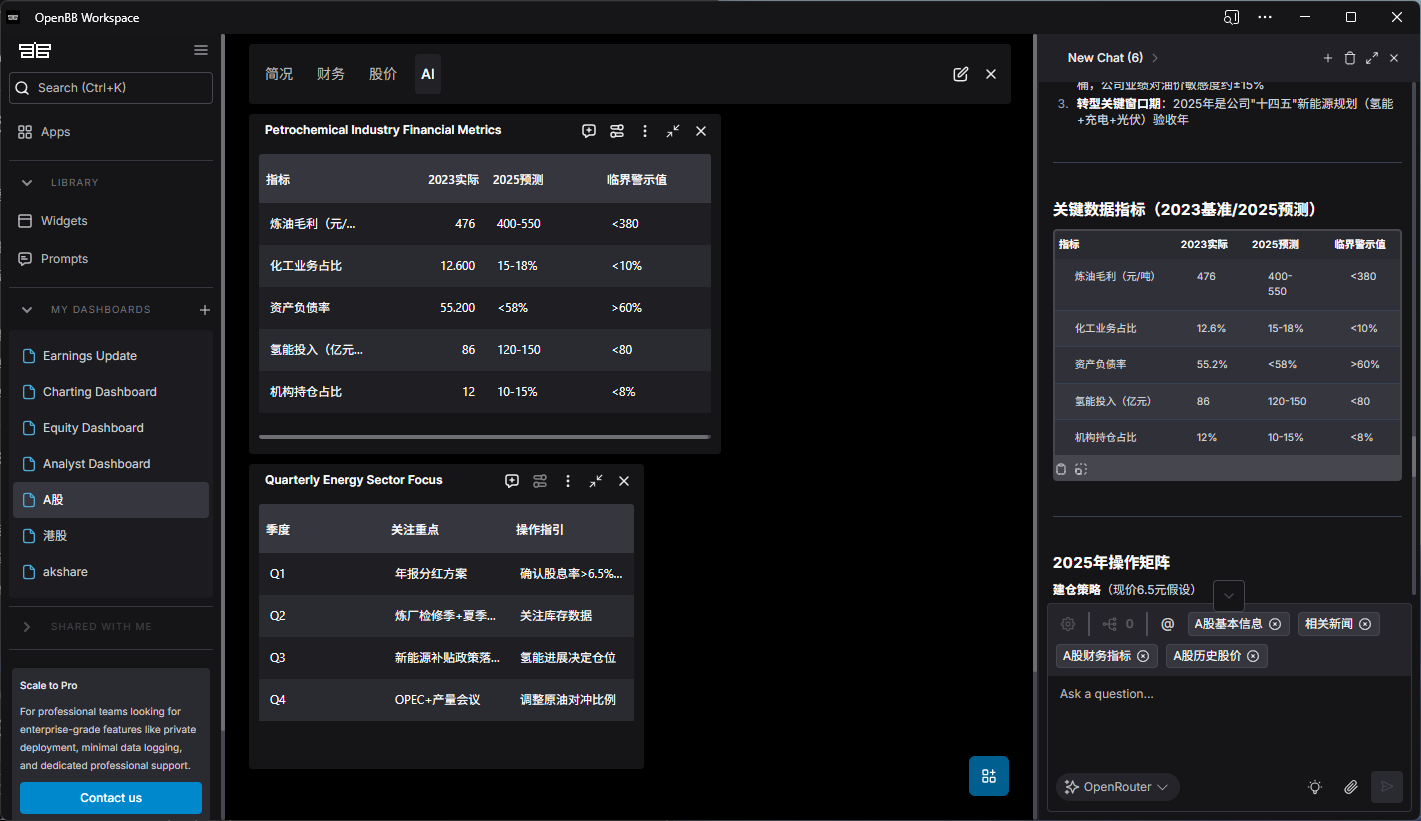 OpenBB Workspace
Search (Ctrl+K)
Apps
LIBRARY
Widgets
Prompts
MY DASHBOARDS
Earnings Update
Charting Dashboard
Equity Dashboard
Analyst Dashboard
A股
港股
akshare
SHARED WITH ME
Scale to Pro
For professional teams looking for
enterprise-grade features like private
deployment, minimal data logging,
and dedicated professional support.
Contact us
简况 财务 股价 AI
Petrochemical Industry Financial Metrics
指标 2023实际 2025预测 临界警示值
炼油毛利（元/... 476 400-550 <380
化工业务占比 12.600 15-18% <10%
资产负债率 55.200 <58% >60%
氢能投入（亿元... 86 120-150 <80
机构持仓占比 12 10-15% <8%
Quarterly Energy Sector Focus
季度 关注重点 操作指引
Q1 年报分红方案 确认股息率>6.5%...
Q2 炼厂检修季+夏季... 关注库存数据
Q3 新能源补贴政策落... 氢能进展决定仓位
Q4 OPEC+产量会议 调整原油对冲比例
New Chat (6)
桶，公司业绩对油价敏感度约±15%
3. 转型关键窗口期：2025年是公司"十四五"新能源规划（氢能
+充电+光伏）验收年
关键数据指标（2023基准/2025预测）
指标 2023实际 2025预测 临界警示值
炼油毛利（元/吨） 476 400-
550 <380
化工业务占比 12.6% 15-18% <10%
资产负债率 55.2% <58% >60%
氢能投入（亿元） 86 120-150 <80
机构持仓占比 12% 10-15% <8%
2025年操作矩阵
建仓策略（现价6.5元假设）
0 @ A股基本信息 相关新闻
A股财务指标 A股历史股价
Ask a question...
OpenRouter